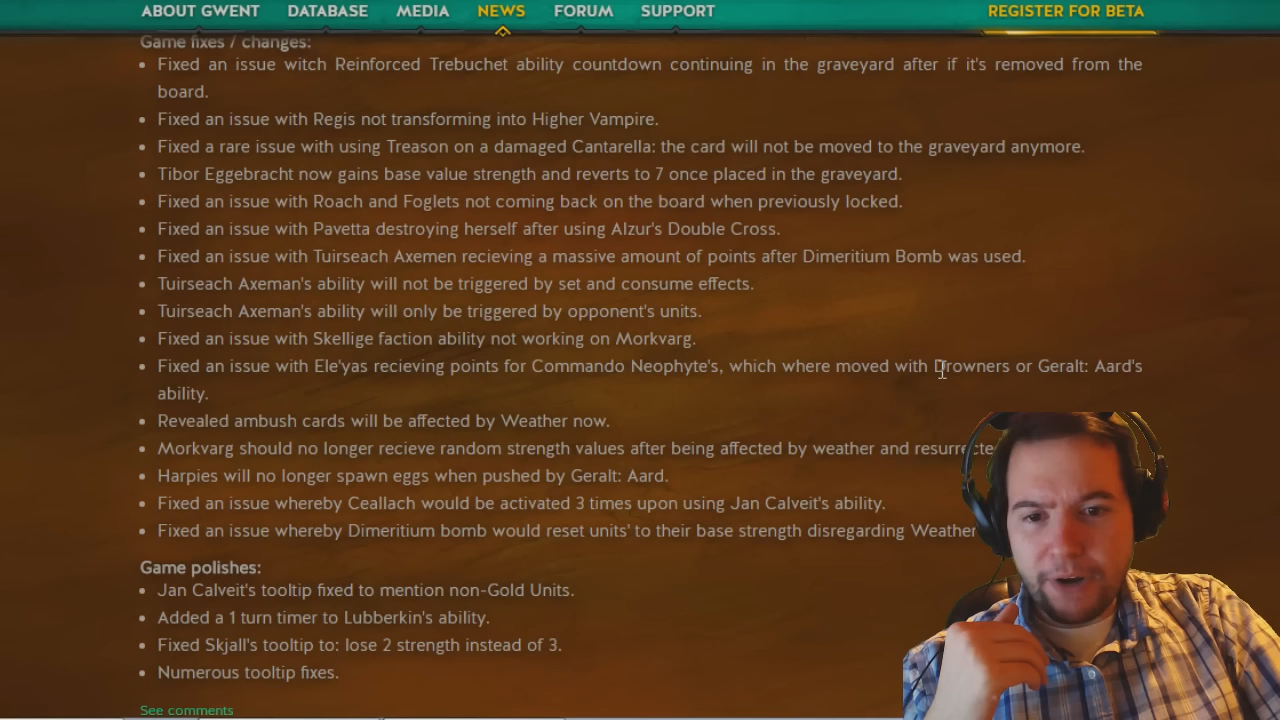 ABOUT GWENT DATABASE MEDIA NEWS FORUM SUPPORT REGISTER FOR BETA
Game fixes / changes:
• Fixed an issue witch Reinforced Trebuchet ability countdown continuing in the graveyard after if it's removed from the
board.
• Fixed an issue with Regis not transforming into Higher Vampire.
• Fixed a rare issue with using Treason on a damaged Cantarella: the card will not be moved to the graveyard anymore.
• Tibor Eggebracht now gains base value strength and reverts to 7 once placed in the graveyard.
• Fixed an issue with Roach and Foglets not coming back on the board when previously locked.
• Fixed an issue with Pavetta destroying herself after using Alzur's Double Cross.
• Fixed an issue with Tuirseach Axemen recieving a massive amount of points after Dimeritium Bomb was used.
• Tuirseach Axeman's ability will not be triggered by set and consume effects.
• Tuirseach Axeman's ability will only be triggered by opponent's units.
• Fixed an issue with Skellige faction ability not working on Morkvarg.
• Fixed an issue with Ele'yas recieving points for Commando Neophyte's, which where moved with Drowners or Geralt: Aard's
ability.
• Revealed ambush cards will be affected by Weather now.
• Morkvarg should no longer recieve random strength values after being affected by weather and resurrecte
• Harpies will no longer spawn eggs when pushed by Geralt: Aard.
• Fixed an issue whereby Ceallach would be activated 3 times upon using Jan Calveit's ability.
• Fixed an issue whereby Dimeritium bomb would reset units' to their base strength disregarding Weather
Game polishes:
• Jan Calveit's tooltip fixed to mention non-Gold Units.
• Added a 1 turn timer to Lubberkin's ability.
• Fixed Skjall's tooltip to: lose 2 strength instead of 3.
• Numerous tooltip fixes.
See comments